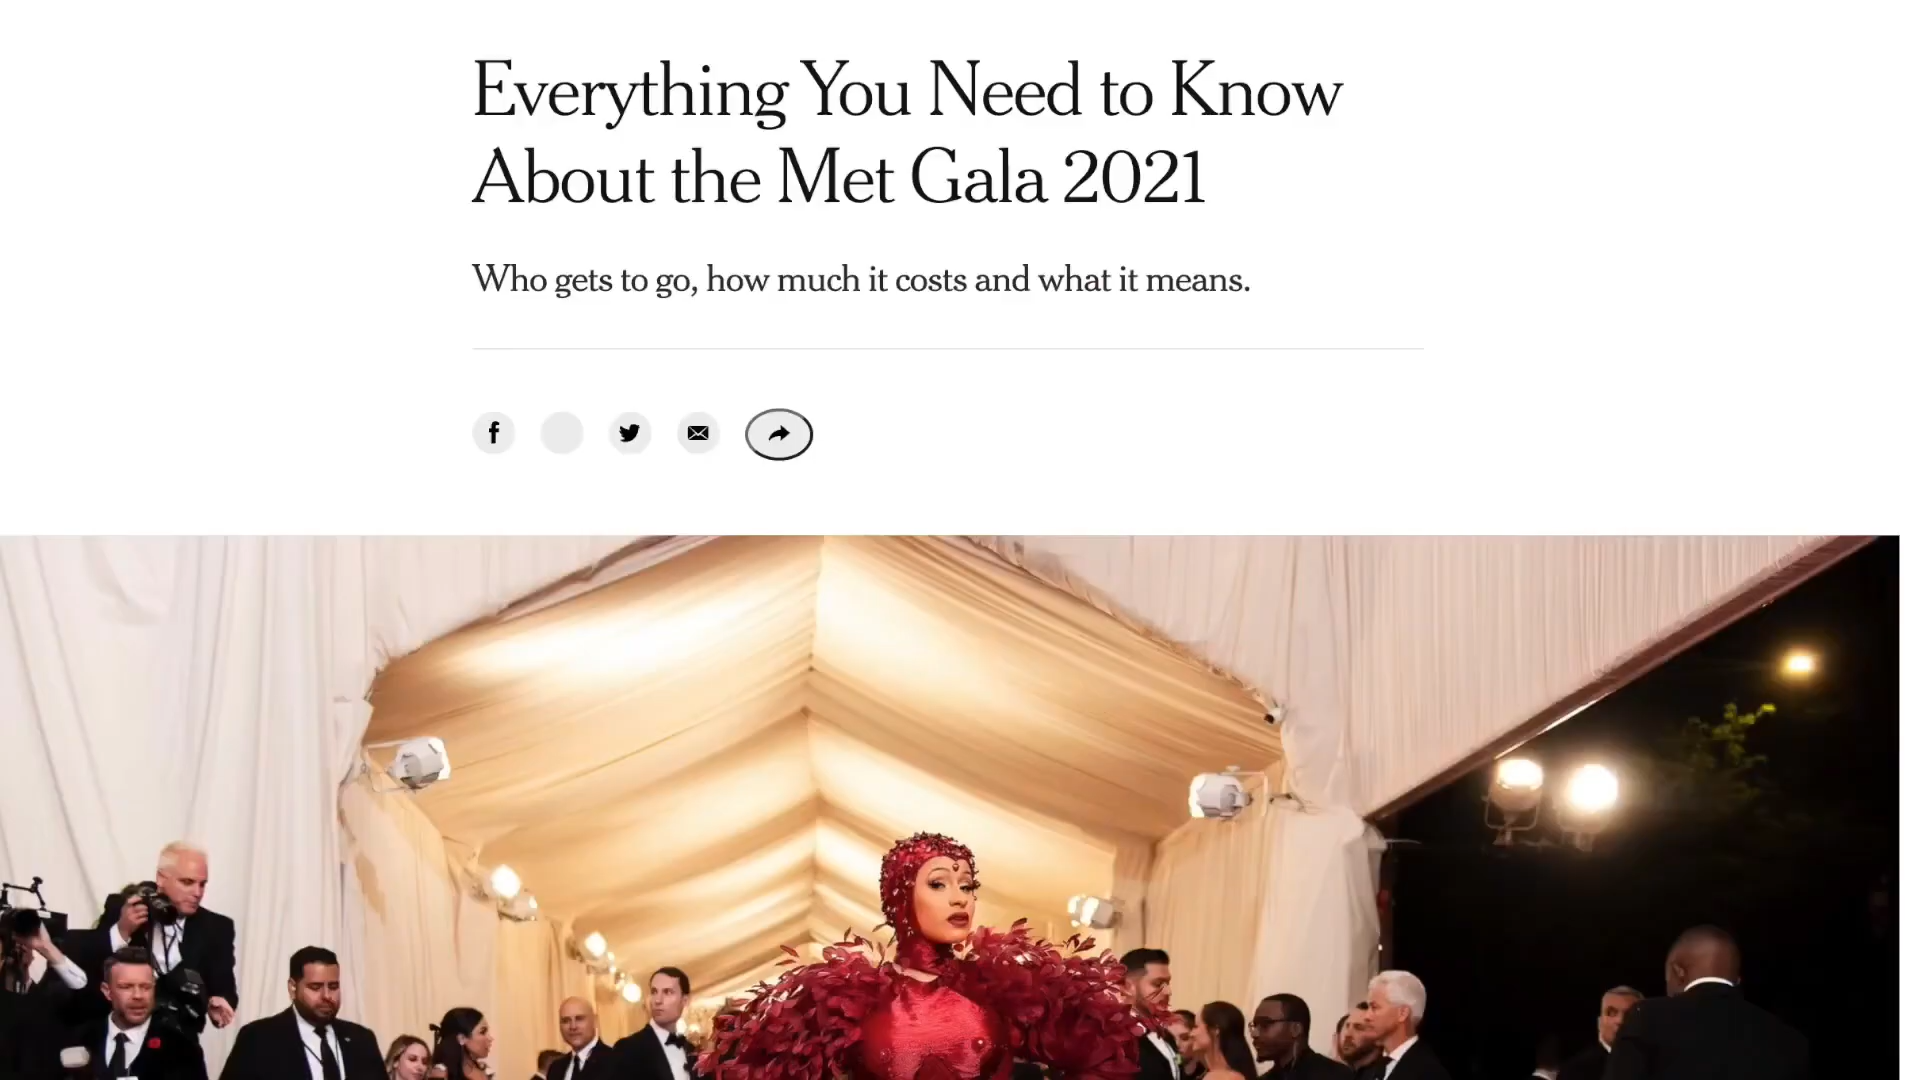 Everything You Need to Know
About the Met Gala 2021
Who gets to go, how much it costs and what it means.